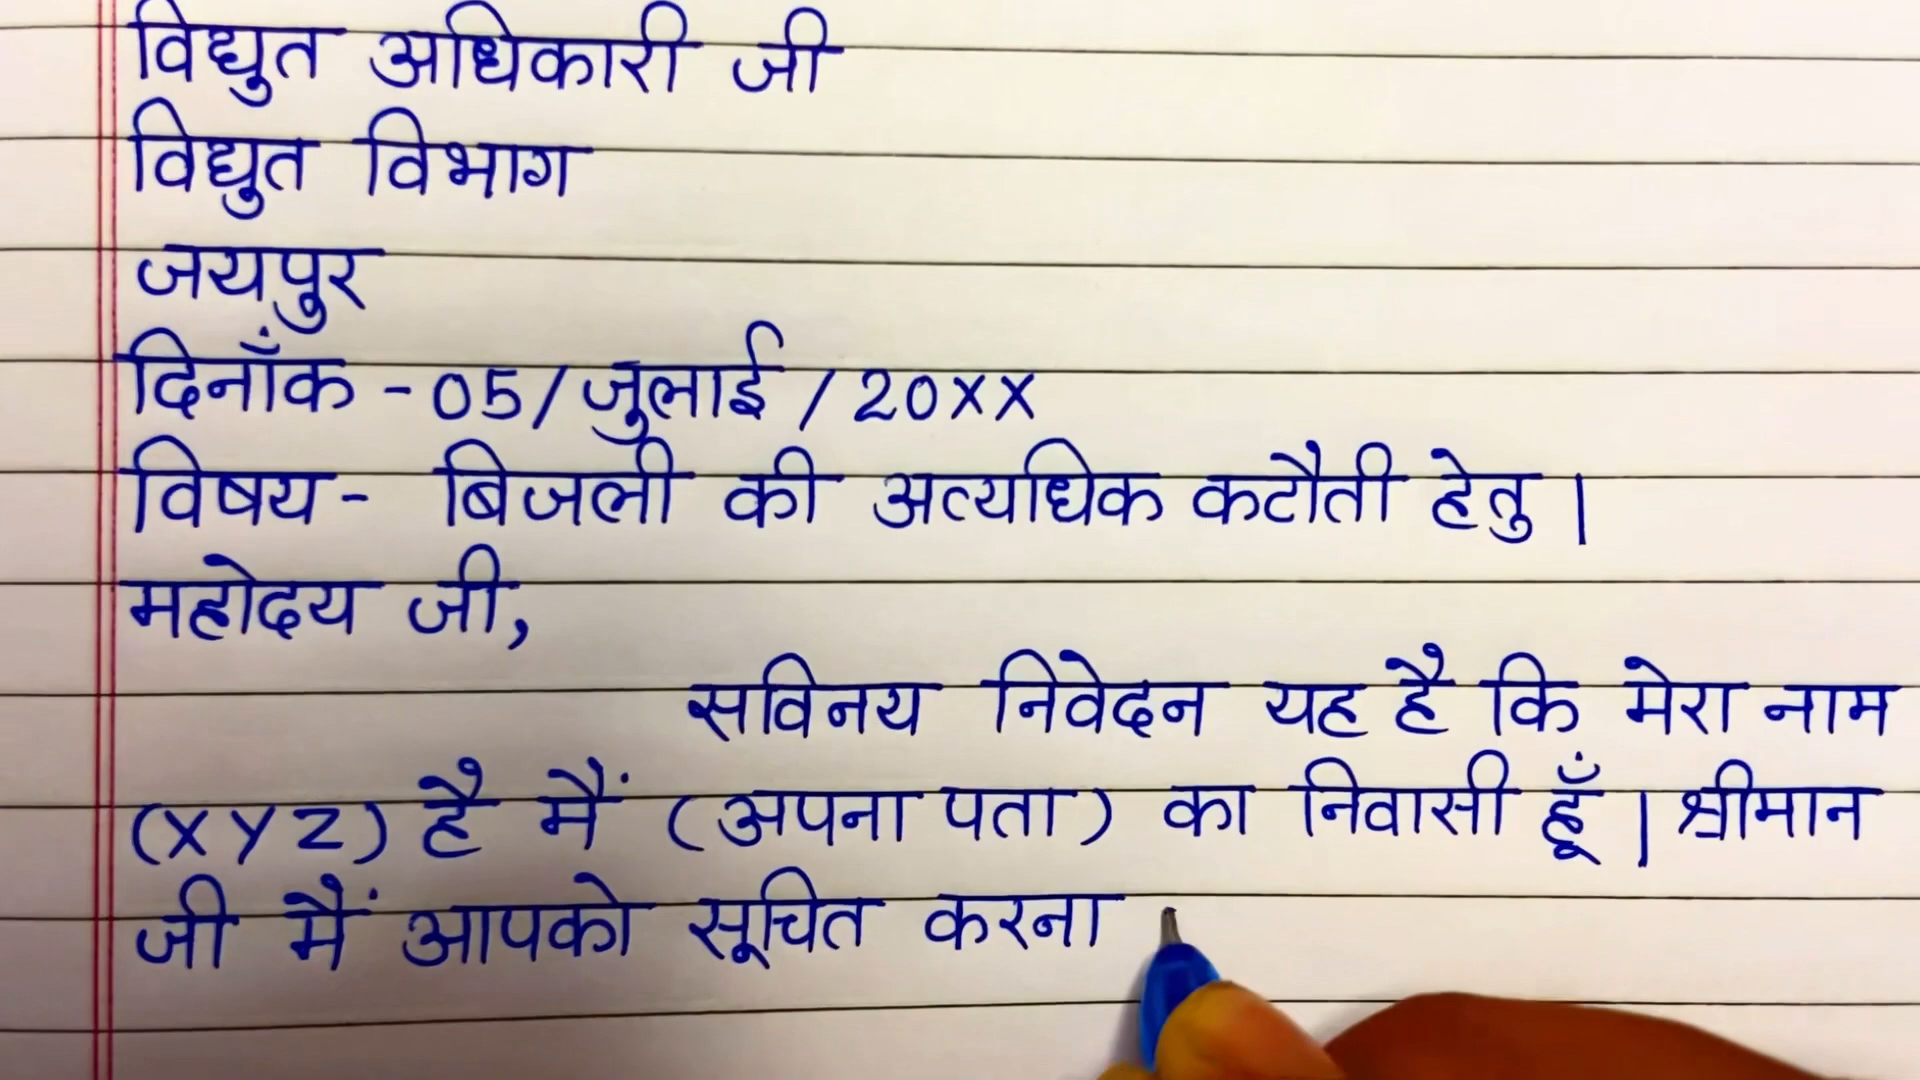 विद्युत अधिकारी जी
विद्युत विभाग
जयपुर
दिनाँक - 05/जुलाई/20XX
विषय- बिजली की अत्यधिक कटौती हेतु।
महोदय जी,
सविनय निवेदन यह है कि मेरा नाम
(XYZ) है मैं (अपना पता) का निवासी हूँ। श्रीमान
जी मैं आपको सूचित करना